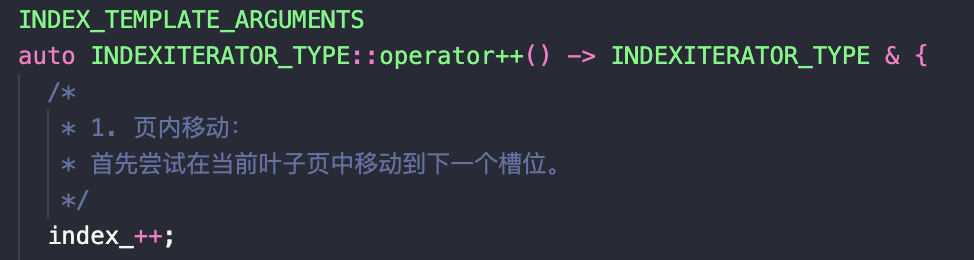 INDEX_TEMPLATE_ARGUMENTS
auto INDEXITERATOR_TYPE::operator++() -> INDEXITERATOR_TYPE & {
/*
* 1. 页内移动：
* 首先尝试在当前叶子页中移动到下一个槽位。
*/
index_++;